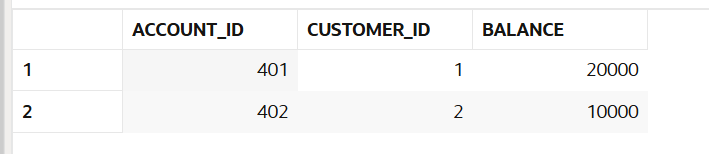 ACCOUNT_ID CUSTOMER_ID BALANCE
1 401 1 20000
2 402 2 10000